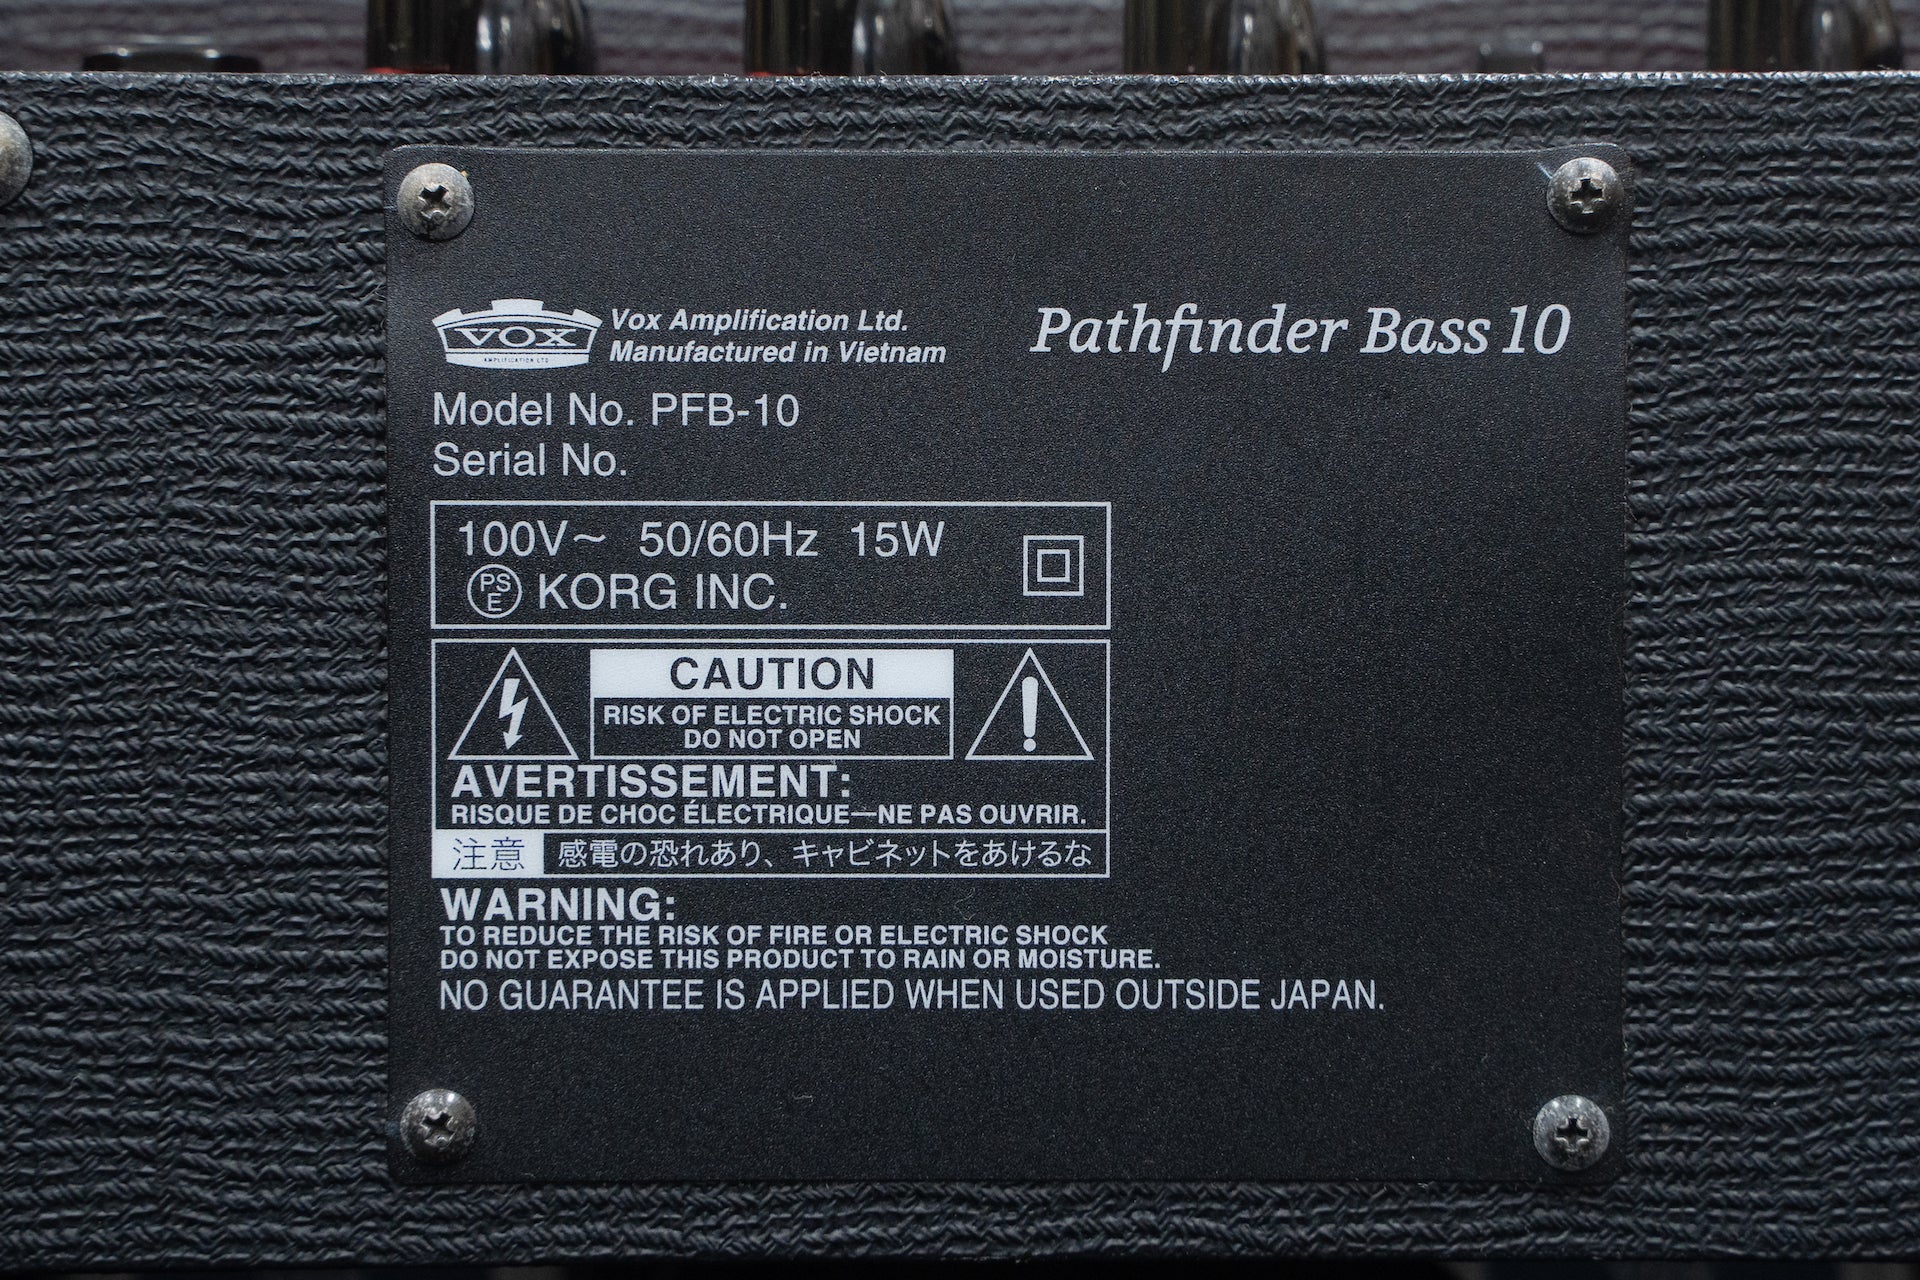 VOX
AMPLIFICATION LTD
Vox Amplification Ltd.
Manufactured in Vietnam
Pathfinder Bass 10
Model No. PFB-10
Serial No.
100V~ 50/60Hz 15W
PSE KORG INC.
CAUTION
RISK OF ELECTRIC SHOCK
DO NOT OPEN
AVERTISSEMENT:
RISQUE DE CHOC ÉLECTRIQUE—NE PAS OUVRIR.
注意 感電の恐れあり、キャビネットをあけるな
WARNING:
TO REDUCE THE RISK OF FIRE OR ELECTRIC SHOCK
DO NOT EXPOSE THIS PRODUCT TO RAIN OR MOISTURE.
NO GUARANTEE IS APPLIED WHEN USED OUTSIDE JAPAN.